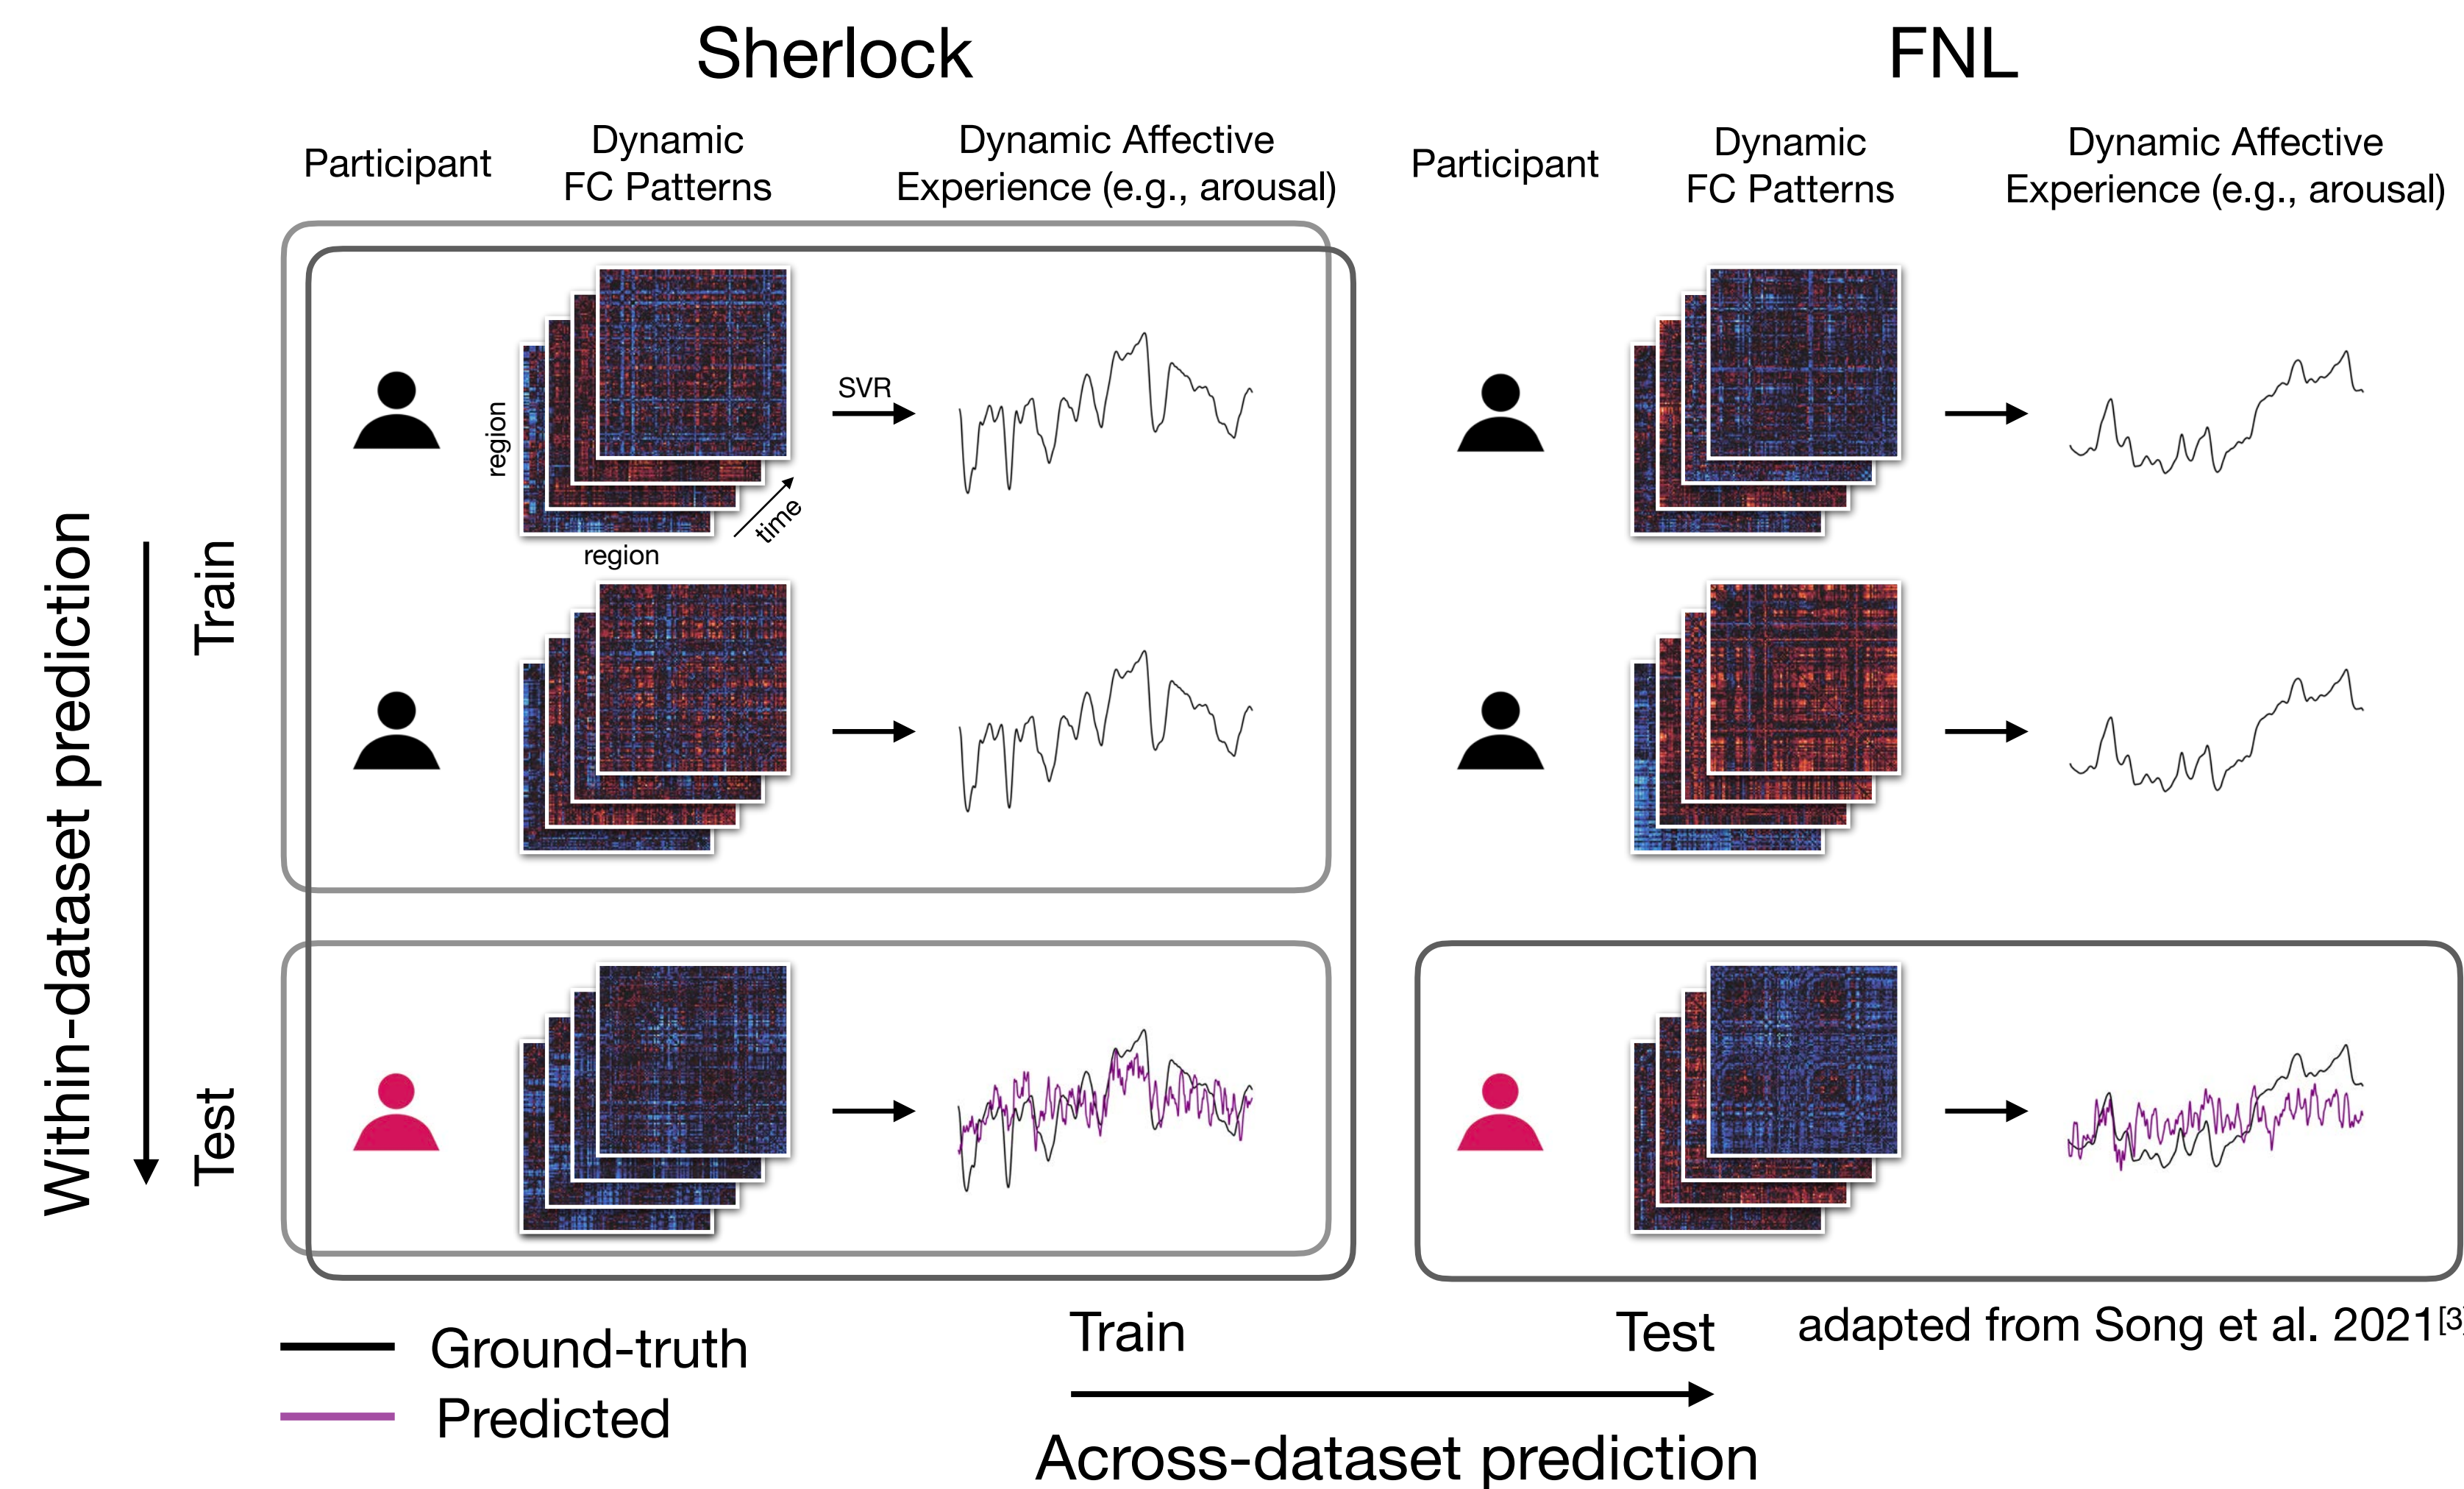 Sherlock
FNL
Participant
Dynamic
FC Patterns
Dynamic Affective
Experience (e.g., arousal)
Participant
Dynamic
FC Patterns
Dynamic Affective
Experience (e.g., arousal)
Within-dataset prediction
Train
Test
region
region
time
SVR
Ground-truth
Predicted
Train
Test
adapted from Song et al. 2021[3]
Across-dataset prediction